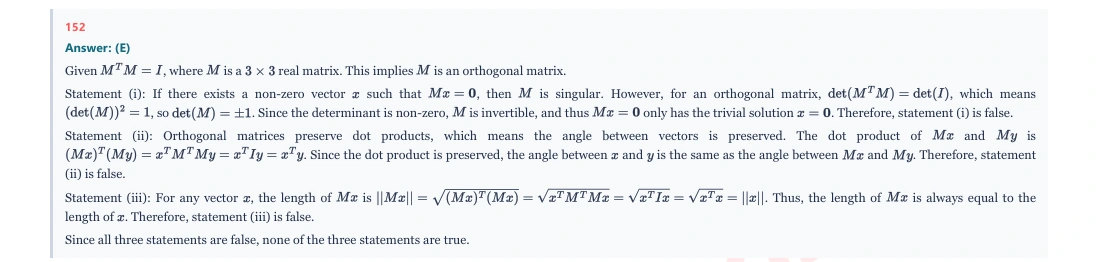 152
Answer: (E)
Given MᵀM = I, where M is a 3 × 3 real matrix. This implies M is an orthogonal matrix.
Statement (i): If there exists a non-zero vector x such that Mx = 0, then M is singular. However, for an orthogonal matrix, det(MᵀM) = det(I), which means
(det(M))² = 1, so det(M) = ±1. Since the determinant is non-zero, M is invertible, and thus Mx = 0 only has the trivial solution x = 0. Therefore, statement (i) is false.
Statement (ii): Orthogonal matrices preserve dot products, which means the angle between vectors is preserved. The dot product of Mx and My is
(Mx)ᵀ(My) = xᵀMᵀMy = xᵀIy = xᵀy. Since the dot product is preserved, the angle between x and y is the same as the angle between Mx and My. Therefore, statement
(ii) is false.
Statement (iii): For any vector x, the length of Mx is ||Mx|| = √(Mx)ᵀ(Mx) = √xᵀMᵀMx = √xᵀIx = √xᵀx = ||x||. Thus, the length of Mx is always equal to the
length of x. Therefore, statement (iii) is false.
Since all three statements are false, none of the three statements are true.